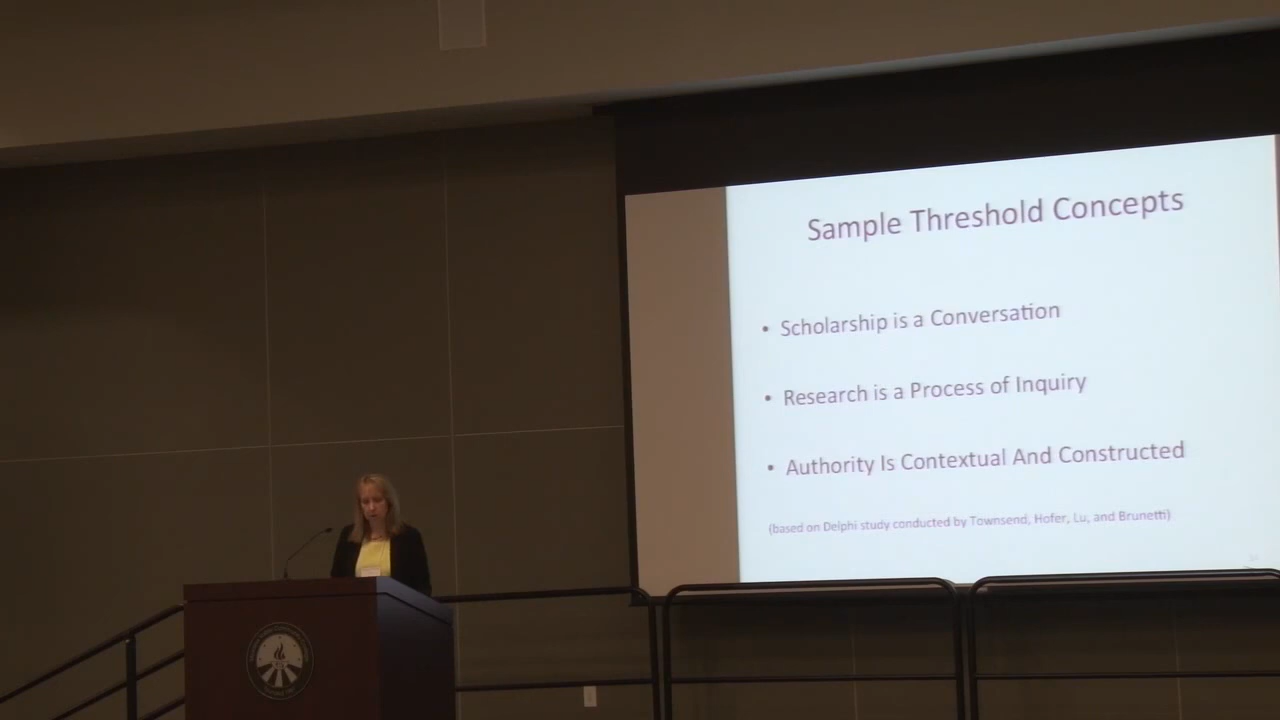 Sample Threshold Concepts
• Scholarship is a Conversation
• Research is a Process of Inquiry
• Authority Is Contextual And Constructed
(based on Delphi study conducted by Townsend, Hofer, Lu, and Brunetti)